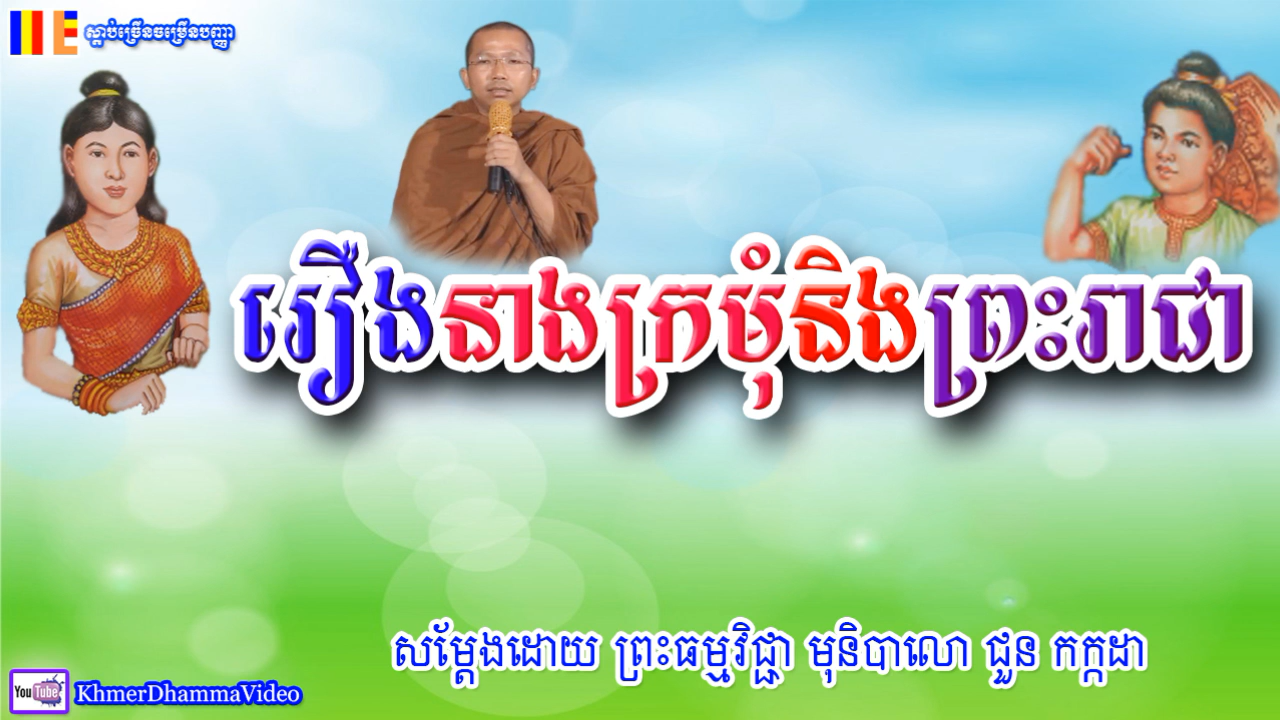 ស្ដាប់ច្រើនចម្រើនបញ្ញា
រឿងនាងក្រមុំនិងព្រះរាជា
សម្ដែងដោយ ព្រះធម្មវិជ្ជា មុនិបាលោ ជួន កក្កដា
YouTube KhmerDhammaVideo